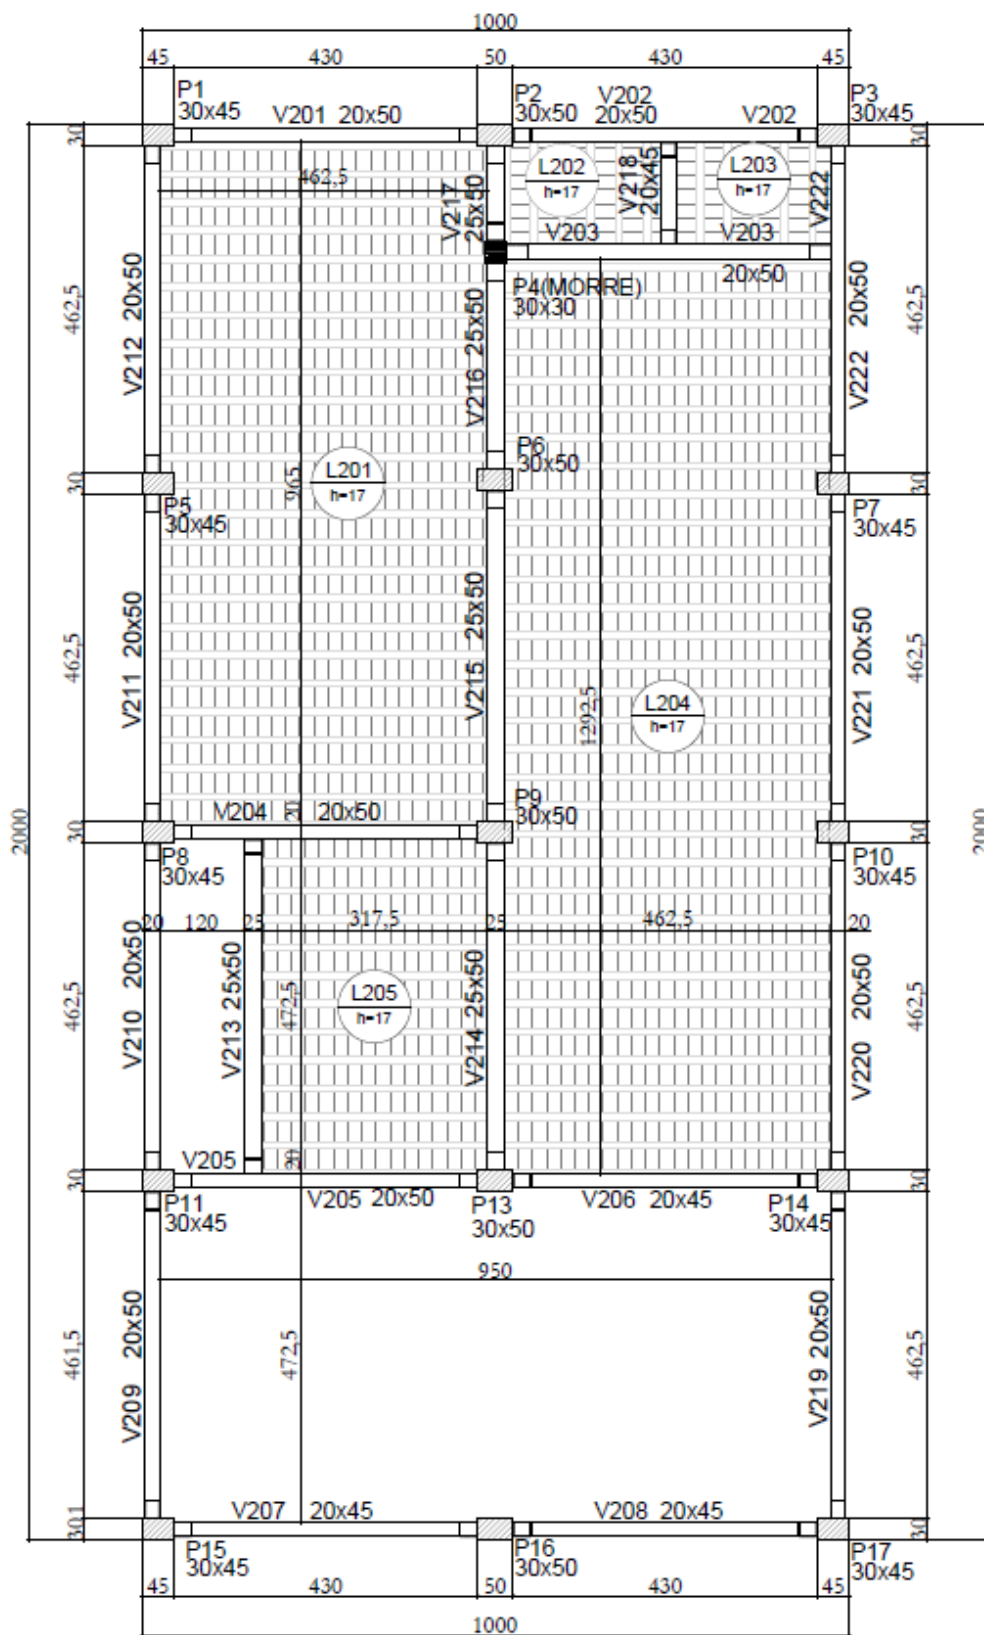 1000
45 430 50 430 45
P1
30x45
V201 20x50
P2
30x50
V202
20x50
V202
P3
30x45
30
30
462,5
V217
25x50
L202
h=17
V218
20x45
L203
h=17
V222
V203
V203
20x50
P4(MORRE)
30x30
462,5
V212 20x50
V216 25x50
V222 20x50
462,5
P6
30x50
30
30
L201
h=17
965
P5
30x45
P7
30x45
462,5
V211 20x50
V215 25x50
L204
h=17
1292,5
V221 20x50
462,5
2000
2000
30
30
V204 20 20x50
P9
30x50
P8
30x45
P10
30x45
20 120 25 317,5 25 462,5 20
462,5
V210 20x50
V213 25x50
472,5
L205
h=17
V214 25x50
V220 20x50
462,5
V205
20
30
30
P11
30x45
V205 20x50
P13
30x50
V206 20x45
P14
30x45
950
461,5
V209 20x50
472,5
V219 20x50
462,5
30,1
30
V207 20x45
V208 20x45
P15
30x45
P16
30x50
P17
30x45
45 430 50 430 45
1000